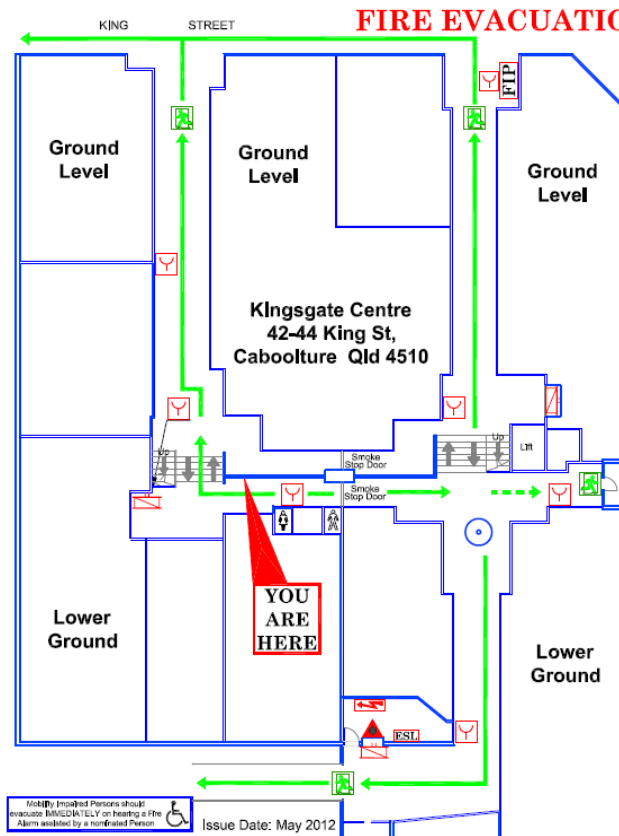 FIRE EVACUATIO
KING STREET
FIP
Ground
Level
Ground
Level
Ground
Level
Kingsgate Centre
42-44 King St,
Caboolture Qld 4510
Up
Smoke
Stop Door
Up
Lift
Smoke
Stop Door
YOU
ARE
HERE
Lower
Ground
Lower
Ground
ESL
Mobility Impaired Persons should
evacuate IMMEDIATELY on hearing a Fire
Alarm assisted by a nominated Person
Issue Date: May 2012